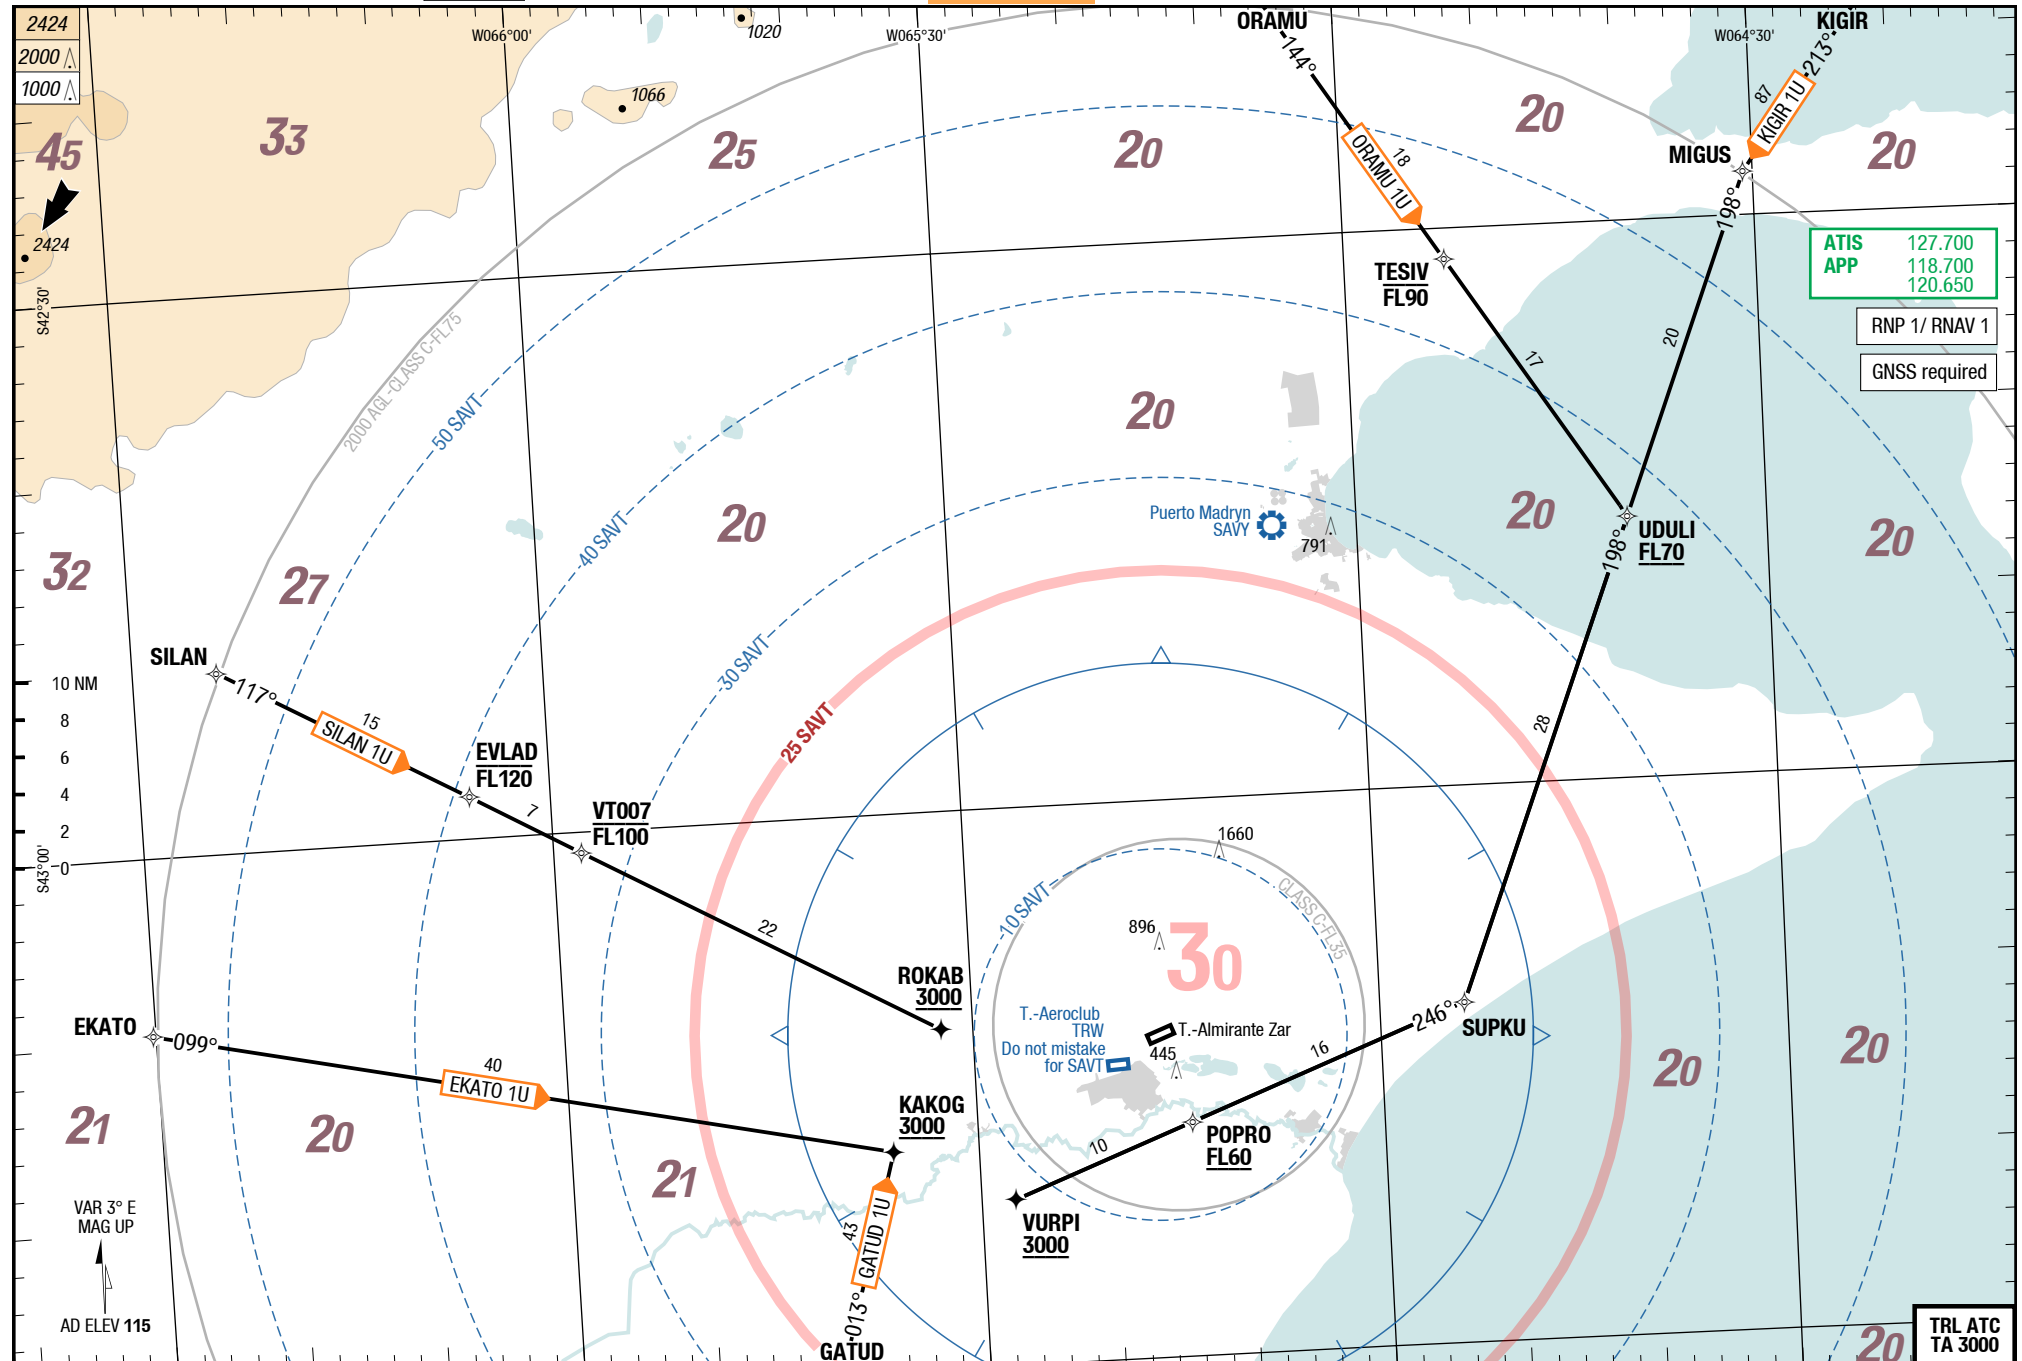 2424
2000
1000
W066°00'
1020
W065°30'
ORAMU
W064°30'
KIGIR
144°
213°
87
KIGIR 1U
1066
45
33
25
20
20
20
18
ORAMU 1U
MIGUS
198°
2424
ATIS 127.700
APP 118.700
120.650
RNP 1/ RNAV 1
GNSS required
TESIV
FL90
S42°30'
2000 AGL-CLASS C-FL75
50 SAVT
17
20
20
20
20
20
40 SAVT
Puerto Madryn
SAVY
791
198°
UDULI
FL70
32
27
30 SAVT
SILAN
117°
15
SILAN 1U
10 NM
8
6
4
2
0
S43°00'
25 SAVT
28
EVLAD
FL120
7
VT007
FL100
22
1660
10 SAVT
CLASS C-FL35
896
30
ROKAB
3000
T.-Aeroclub
TRW
Do not mistake
for SAVT
T.-Almirante Zar
445
246°
SUPKU
16
EKATO
099°
40
EKATO 1U
KAKOG
3000
20
20
21
20
21
10
POPRO
FL60
VURPI
3000
43
GATUD 1U
013°
GATUD
VAR 3° E
MAG UP
AD ELEV 115
20
TRL ATC
TA 3000